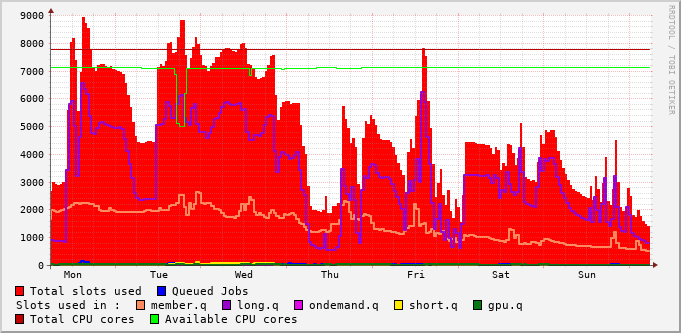 RRDTOOL / TOBI OETIKER
9000
8000
7000
6000
5000
4000
3000
2000
1000
0
Mon Tue Wed Thu Fri Sat Sun
Total slots used Queued Jobs
Slots used in : member.q long.q ondemand.q short.q gpu.q
Total CPU cores Available CPU cores